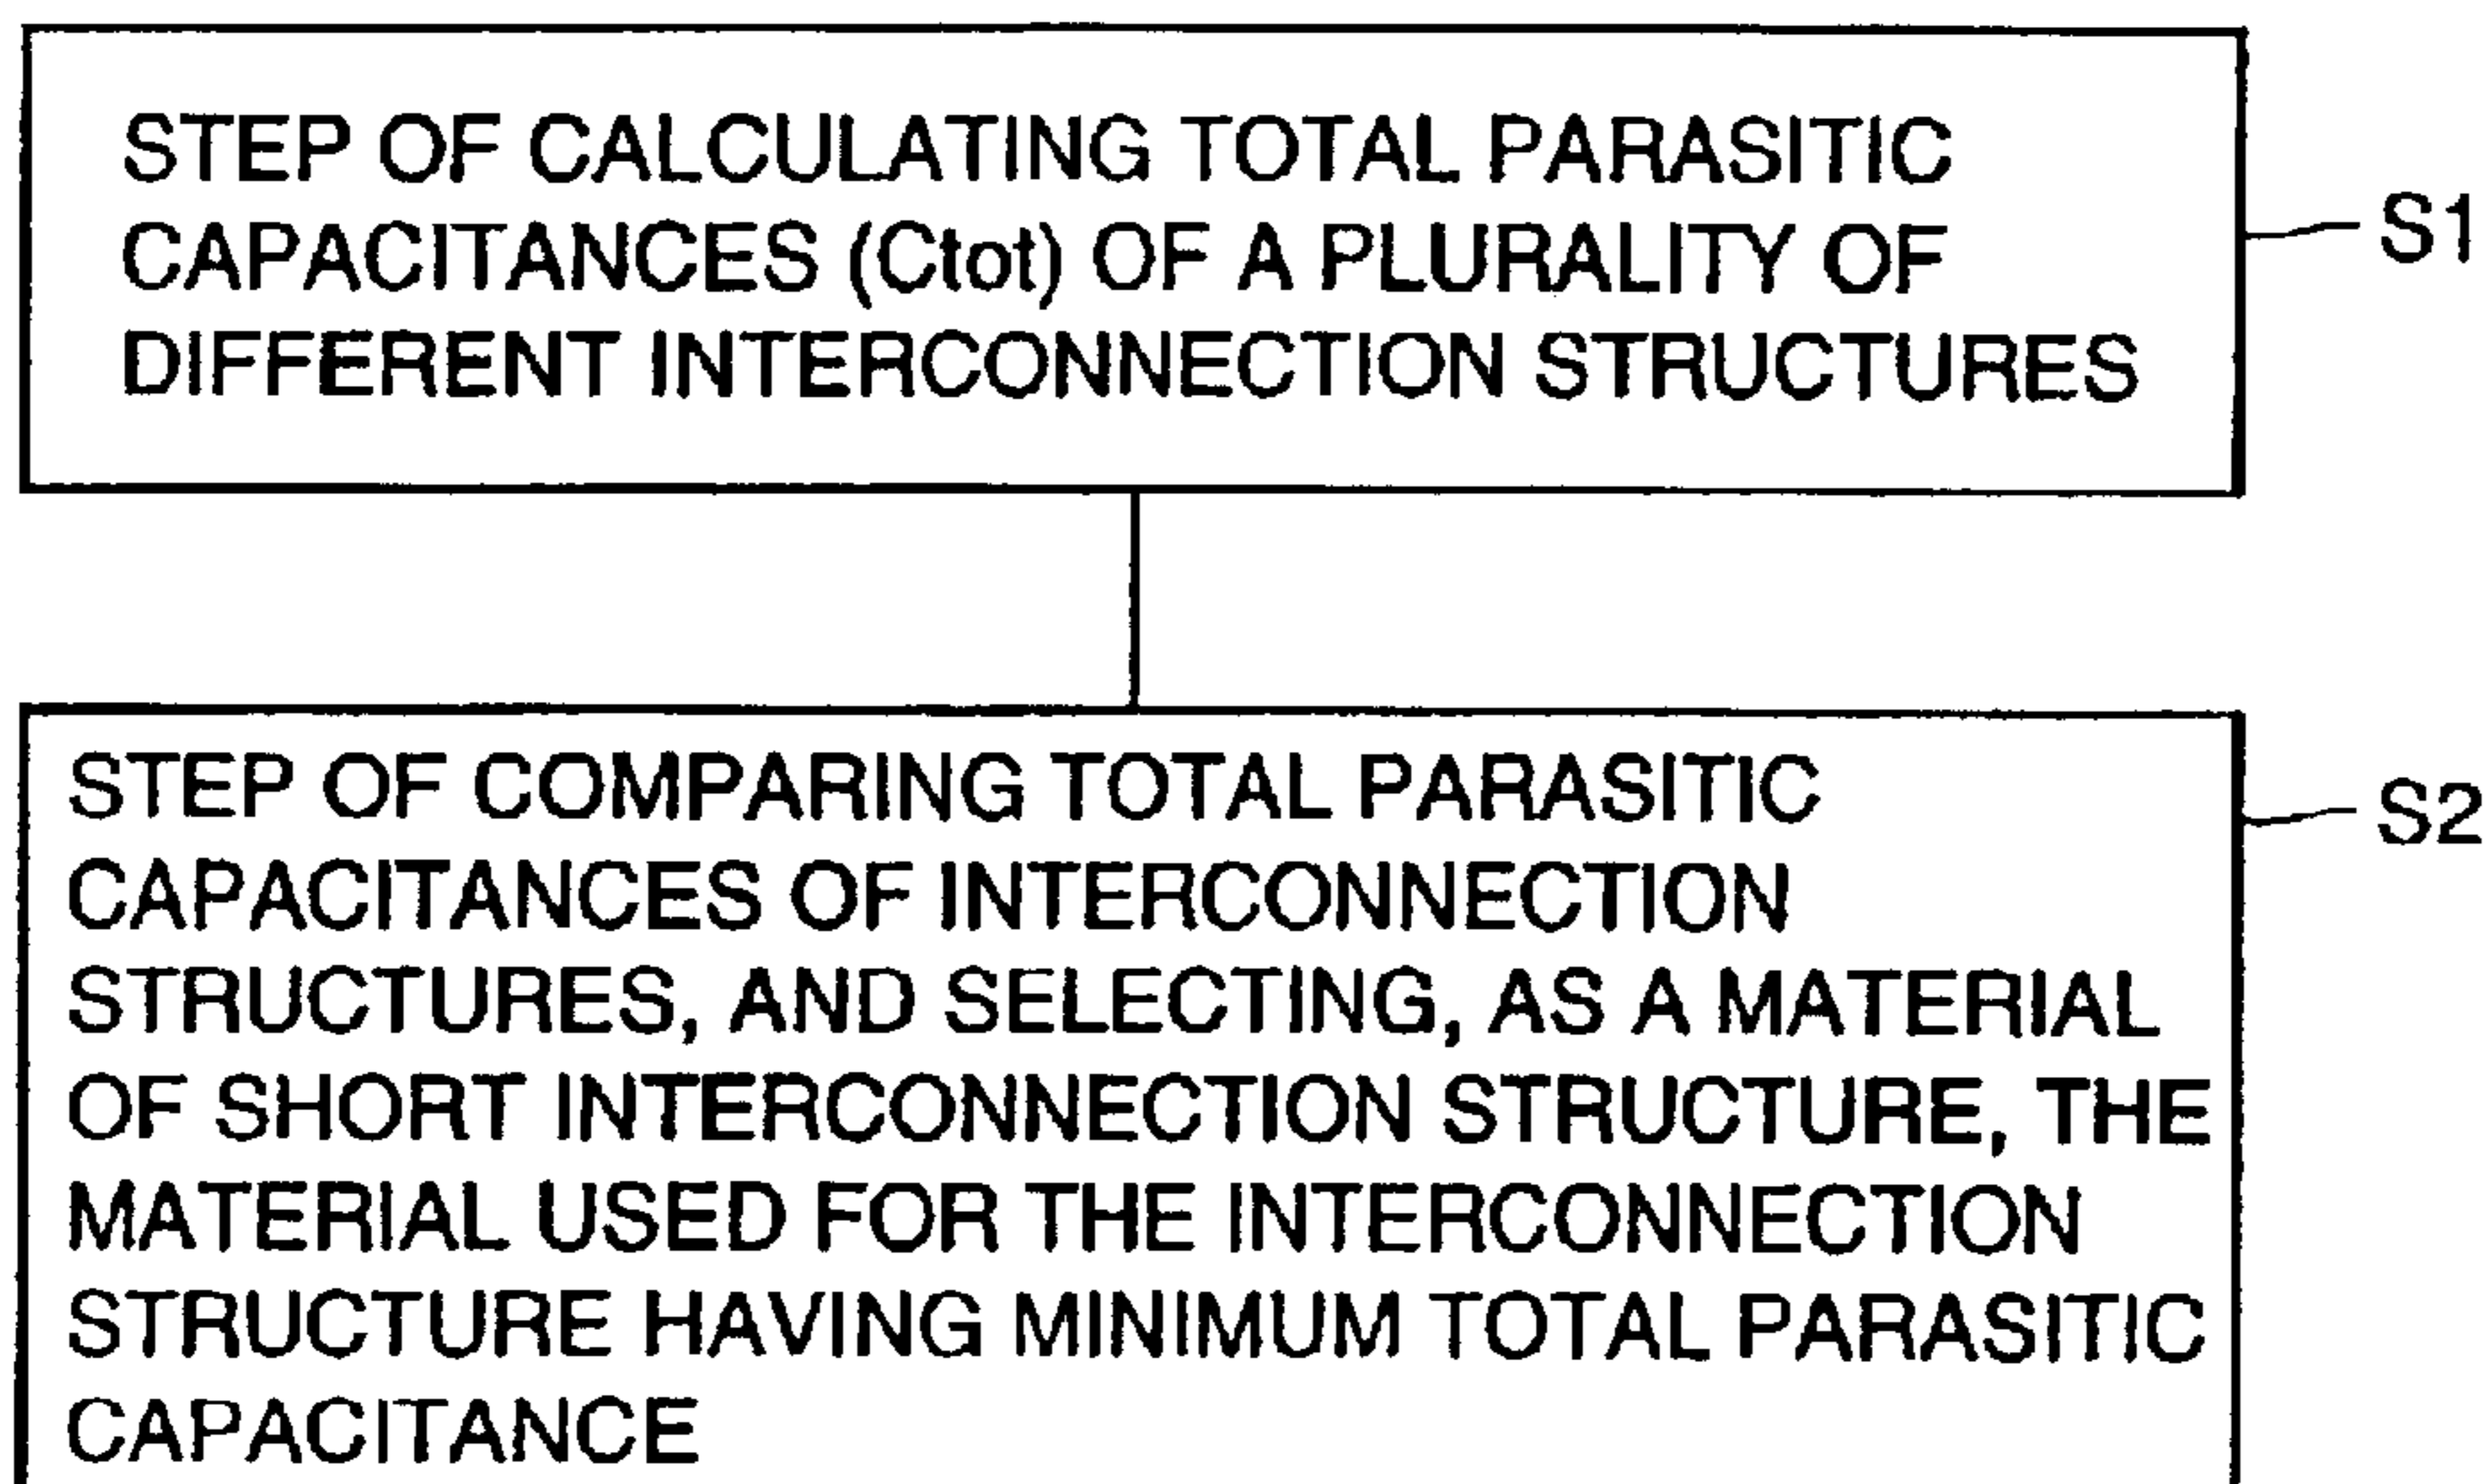 STEP OF CALCULATING TOTAL PARASITIC
CAPACITANCES (Ctot) OF A PLURALITY OF
DIFFERENT INTERCONNECTION STRUCTURES
S1
STEP OF COMPARING TOTAL PARASITIC
CAPACITANCES OF INTERCONNECTION
STRUCTURES, AND SELECTING, AS A MATERIAL
OF SHORT INTERCONNECTION STRUCTURE, THE
MATERIAL USED FOR THE INTERCONNECTION
STRUCTURE HAVING MINIMUM TOTAL PARASITIC
CAPACITANCE
S2